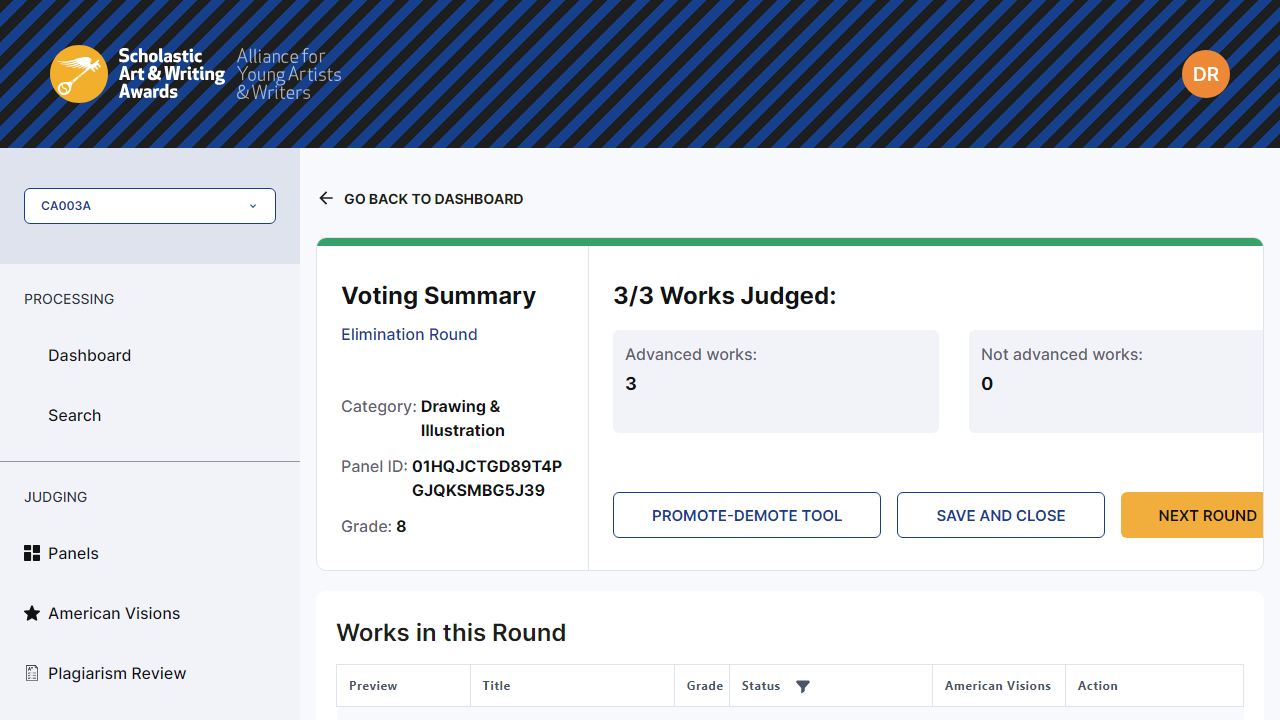 Scholastic
Art & Writing
Awards
Alliance for
Young Artists
& Writers
DR
CA003A
PROCESSING
Dashboard
Search
JUDGING
Panels
American Visions
Plagiarism Review
GO BACK TO DASHBOARD
Voting Summary
Elimination Round
Category: Drawing &
Illustration
Panel ID: 01HQJCTGD89T4P
GJQKSMBG5J39
Grade: 8
3/3 Works Judged:
Advanced works:
3
Not advanced works:
0
PROMOTE-DEMOTE TOOL
SAVE AND CLOSE
NEXT ROUND
Works in this Round
Preview
Title
Grade
Status
American Visions
Action